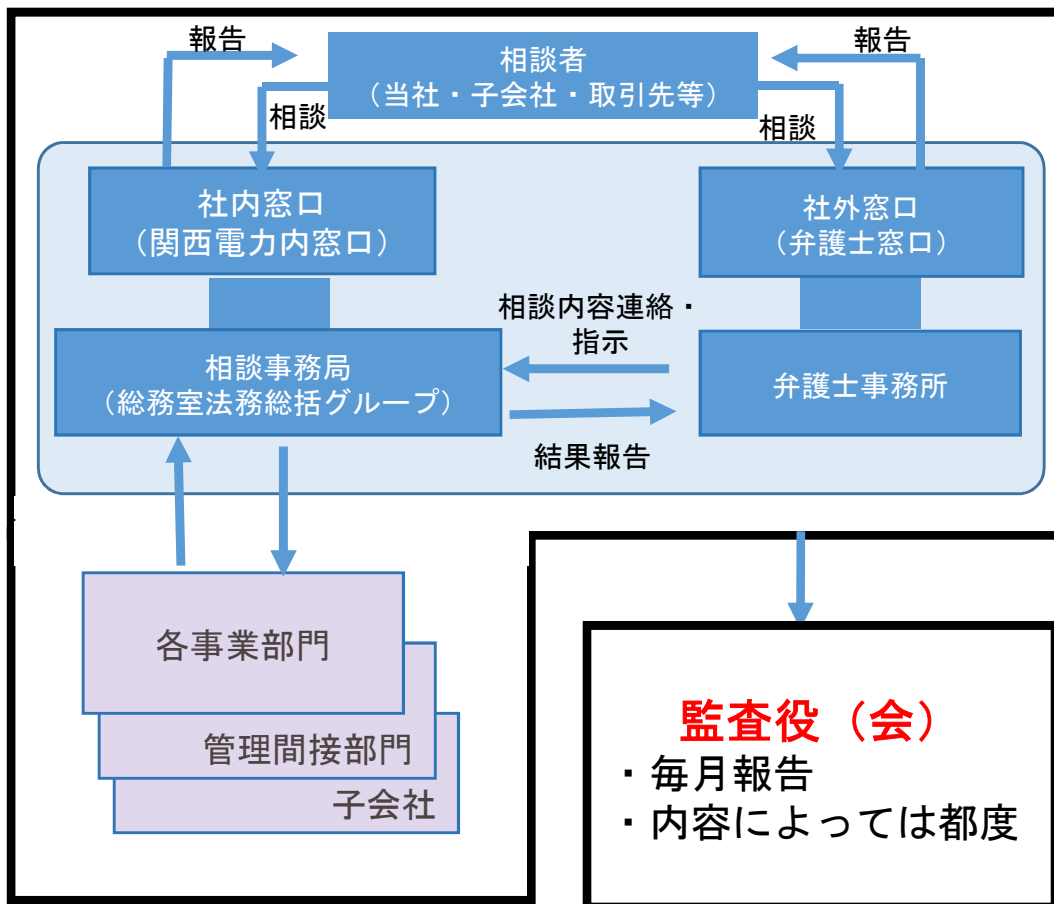 報告
報告
相談者
（当社・子会社・取引先等）
相談
相談
社内窓口
（関西電力内窓口）
社外窓口
（弁護士窓口）
相談内容連絡・
指示
相談事務局
（総務室法務総括グループ）
弁護士事務所
結果報告
各事業部門
管理間接部門
子会社
監査役（会）
・毎月報告
・内容によっては都度